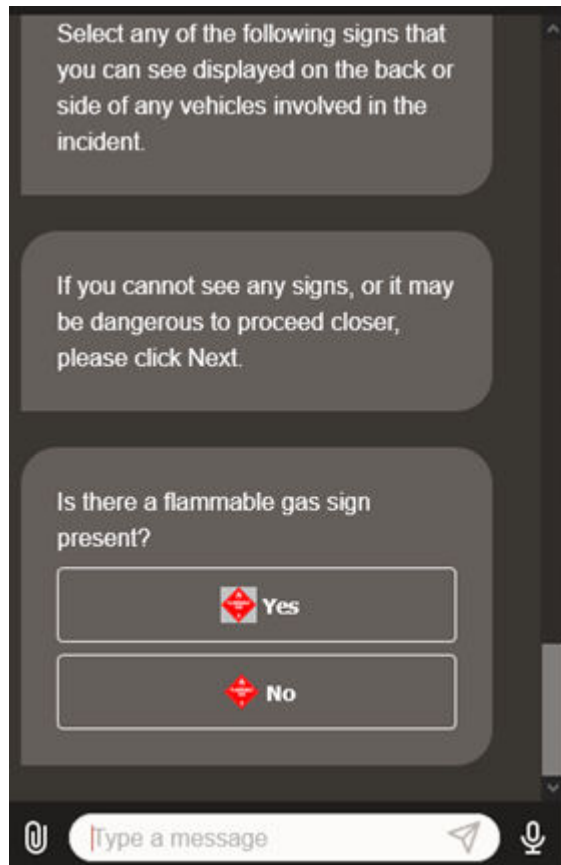 Select any of the following signs that
you can see displayed on the back or
side of any vehicles involved in the
incident.
If you cannot see any signs, or it may
be dangerous to proceed closer,
please click Next.
Is there a flammable gas sign
present?
Yes
No
Type a message